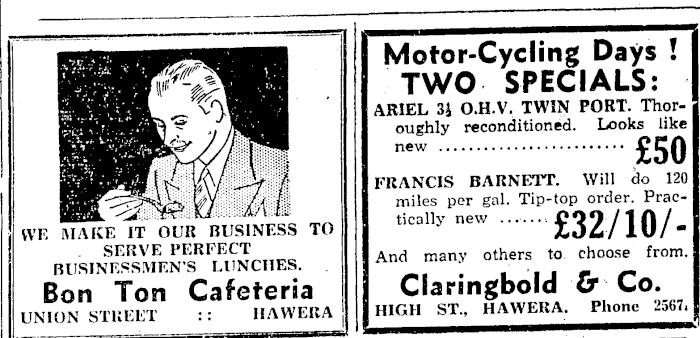 WE MAKE IT OUR BUSINESS TO
SERVE PERFECT
BUSINESSMEN'S LUNCHES.
Bon Ton Cafeteria
UNION STREET :: HAWERA
Motor-Cycling Days !
TWO SPECIALS:
ARIEL 3½ O.H.V. TWIN PORT. Thor-
oughly reconditioned. Looks like
new ........................ £50
FRANCIS BARNETT. Will do 120
miles per gal. Tip-top order. Prac-
tically new ....... £32/10/-
And many others to choose from.
Claringbold & Co.
HIGH ST., HAWERA. Phone 2567.